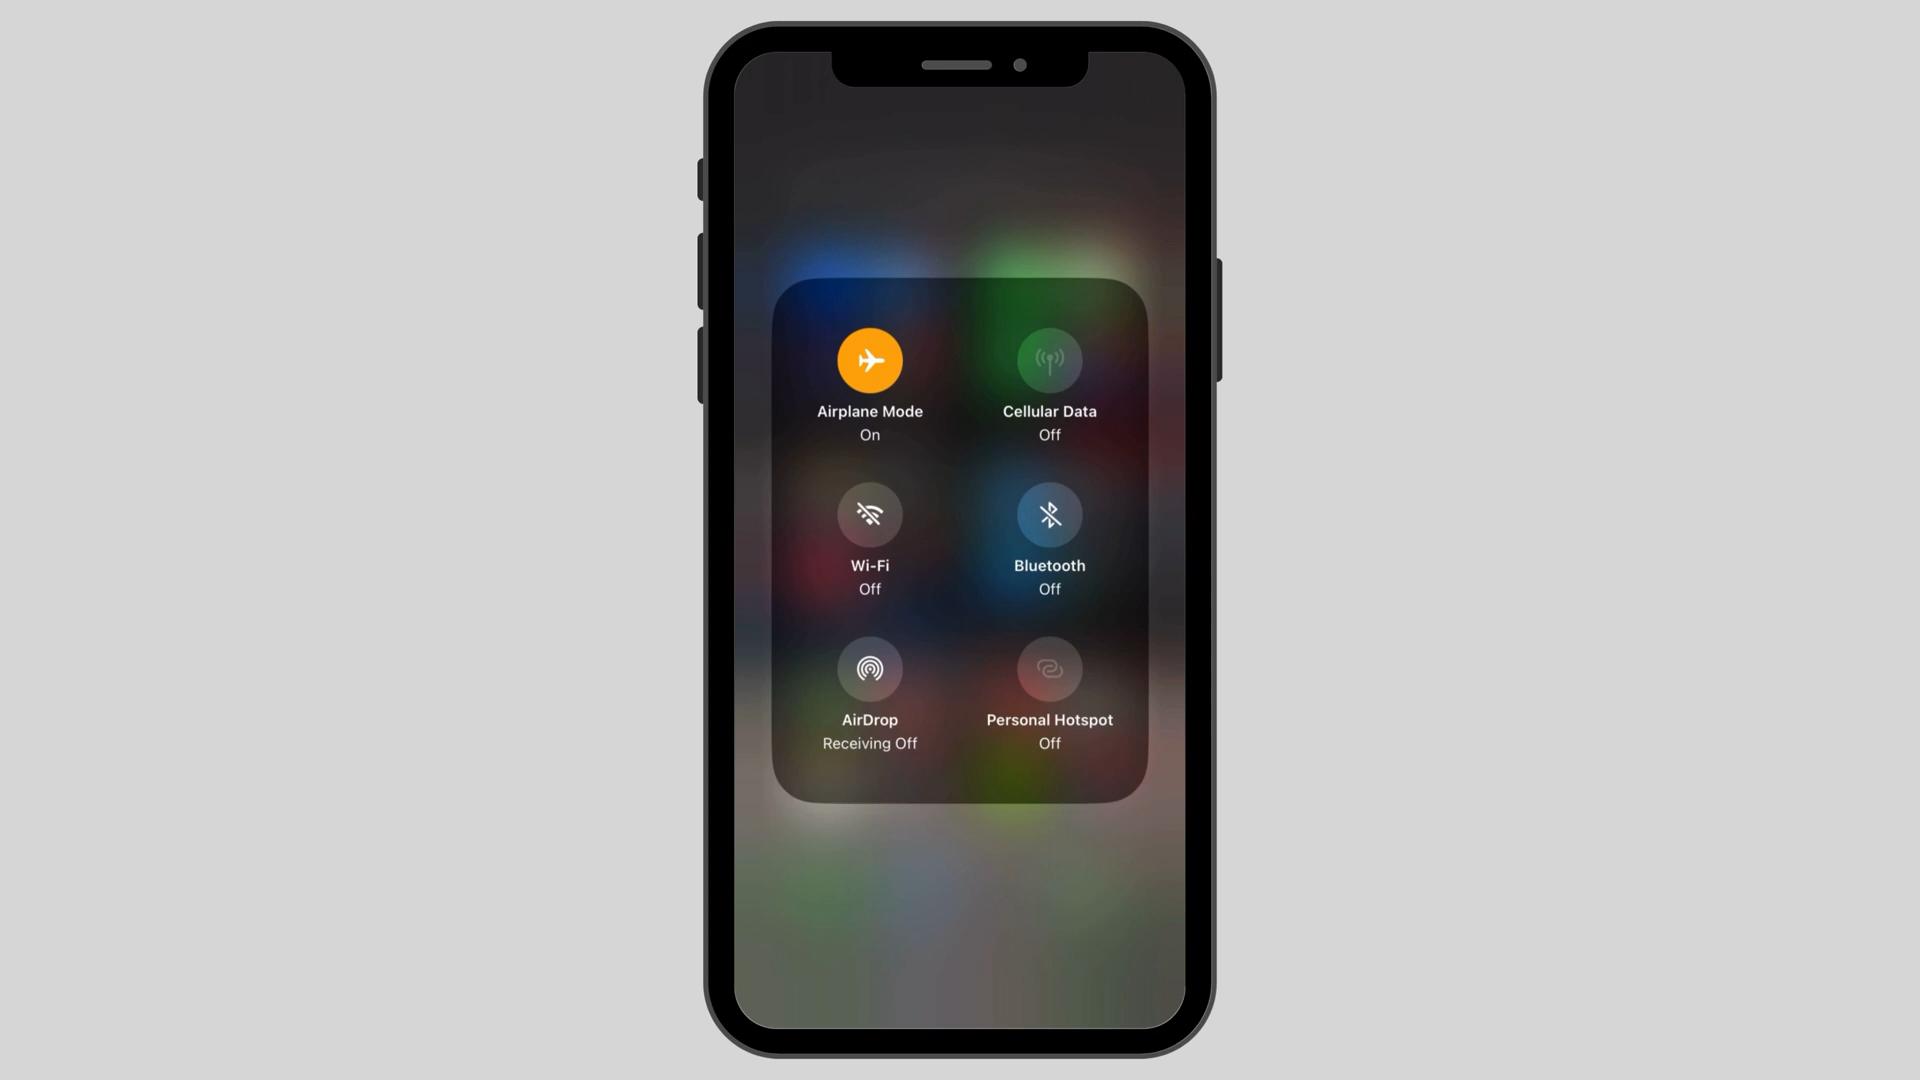 Airplane Mode
On
Cellular Data
Off
Wi-Fi
Off
Bluetooth
Off
AirDrop
Receiving Off
Personal Hotspot
Off